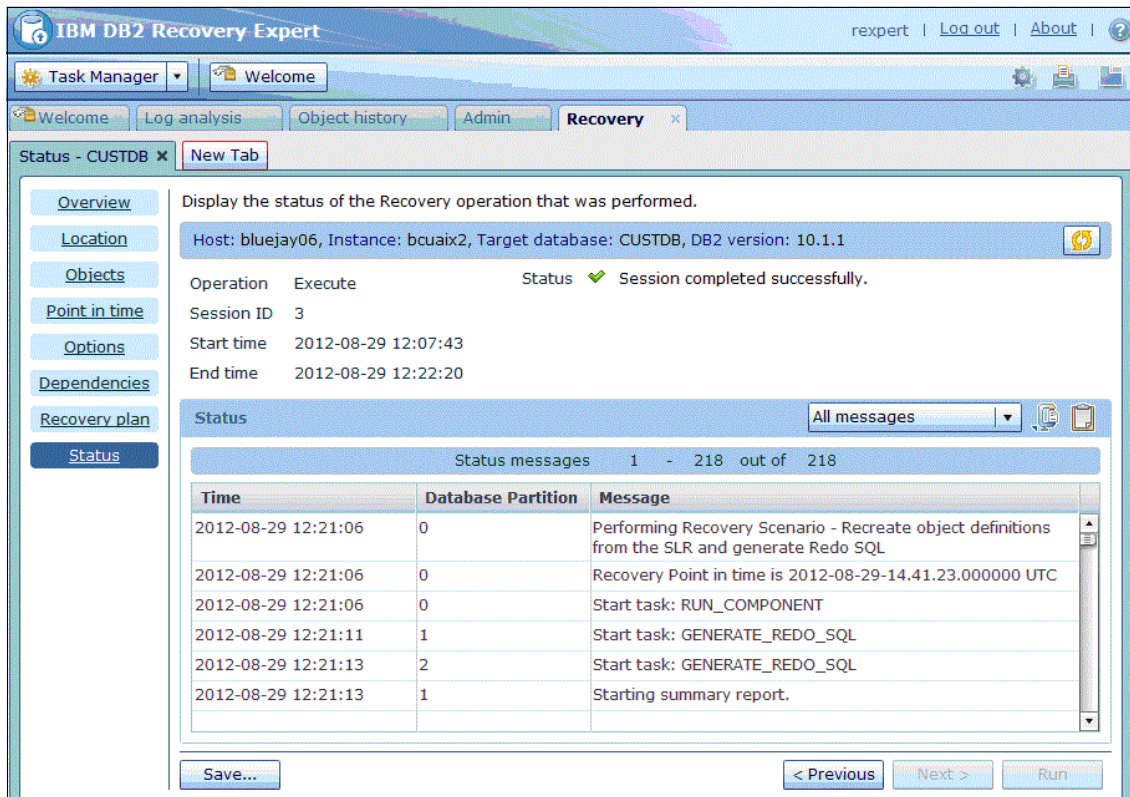 IBM DB2 Recovery Expert
rexpert | Log out | About | ?
Task Manager Welcome
Welcome Log analysis Object history Admin Recovery
Status - CUSTDB New Tab
Overview
Location
Objects
Point in time
Options
Dependencies
Recovery plan
Status
Display the status of the Recovery operation that was performed.
Host: bluejay06, Instance: bcuaix2, Target database: CUSTDB, DB2 version: 10.1.1
Operation Execute Status Session completed successfully.
Session ID 3
Start time 2012-08-29 12:07:43
End time 2012-08-29 12:22:20
Status All messages
Status messages 1 - 218 out of 218
Time Database Partition Message
2012-08-29 12:21:06 0 Performing Recovery Scenario - Recreate object definitions
from the SLR and generate Redo SQL
2012-08-29 12:21:06 0 Recovery Point in time is 2012-08-29-14.41.23.000000 UTC
2012-08-29 12:21:06 0 Start task: RUN_COMPONENT
2012-08-29 12:21:11 1 Start task: GENERATE_REDO_SQL
2012-08-29 12:21:13 2 Start task: GENERATE_REDO_SQL
2012-08-29 12:21:13 1 Starting summary report.
Save... < Previous Next > Run